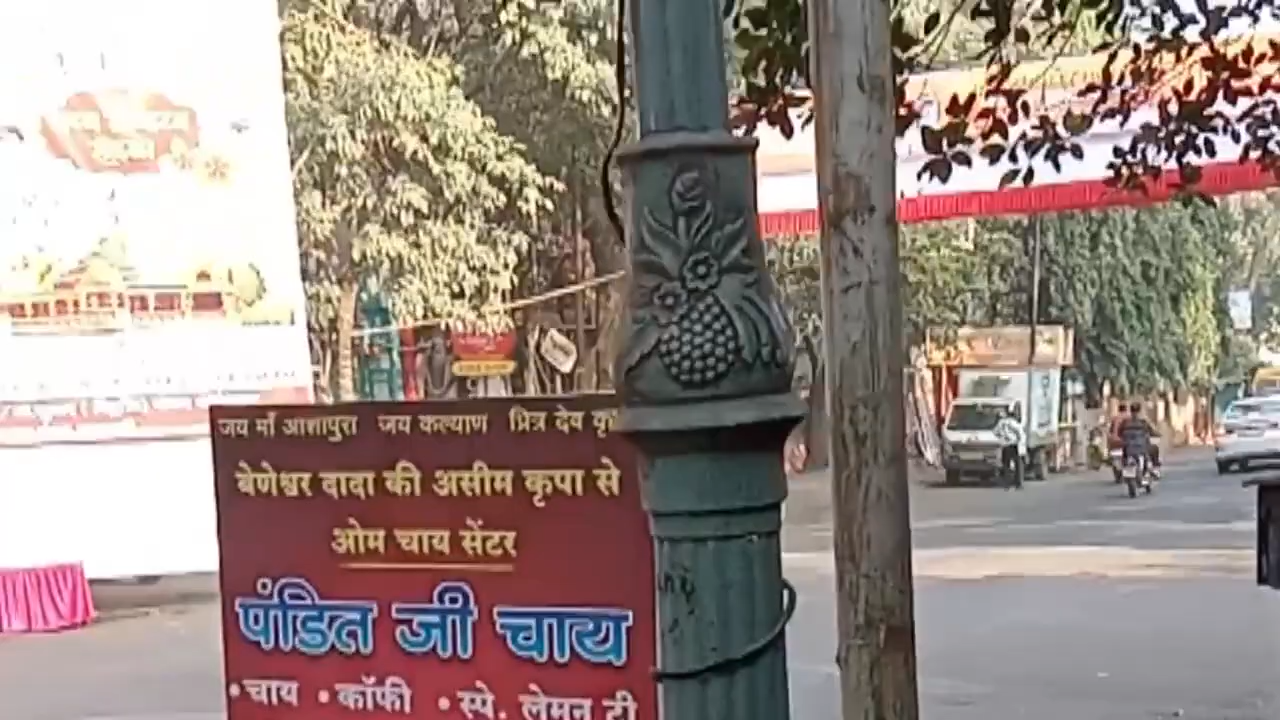 जय माँ आशापुरा जय कल्याण प्रित्र देव
बेणेश्वर दादा की असीम कृपा से
ओम चाय सेंटर
पंडित जी चाय
•चाय •कॉफी •स्पे. लेमन टी